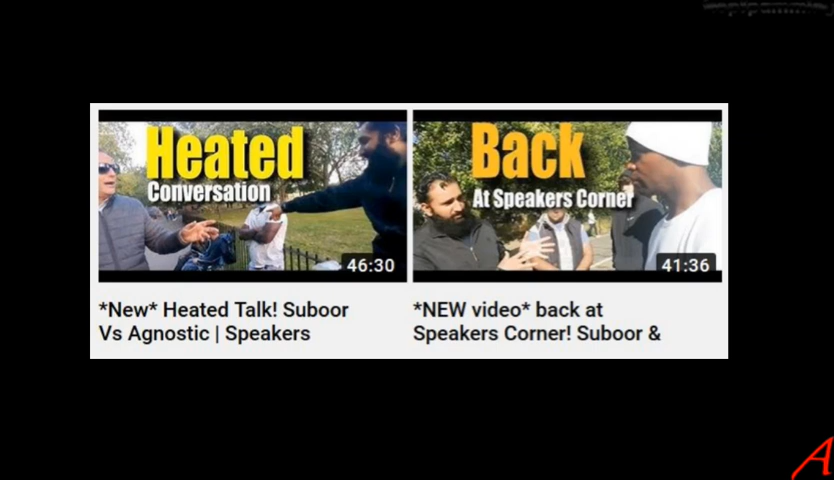 Heated
Conversation
46:30
Back
At Speakers Corner
41:36
*New* Heated Talk! Suboor
Vs Agnostic | Speakers
*NEW video* back at
Speakers Corner! Suboor &
A